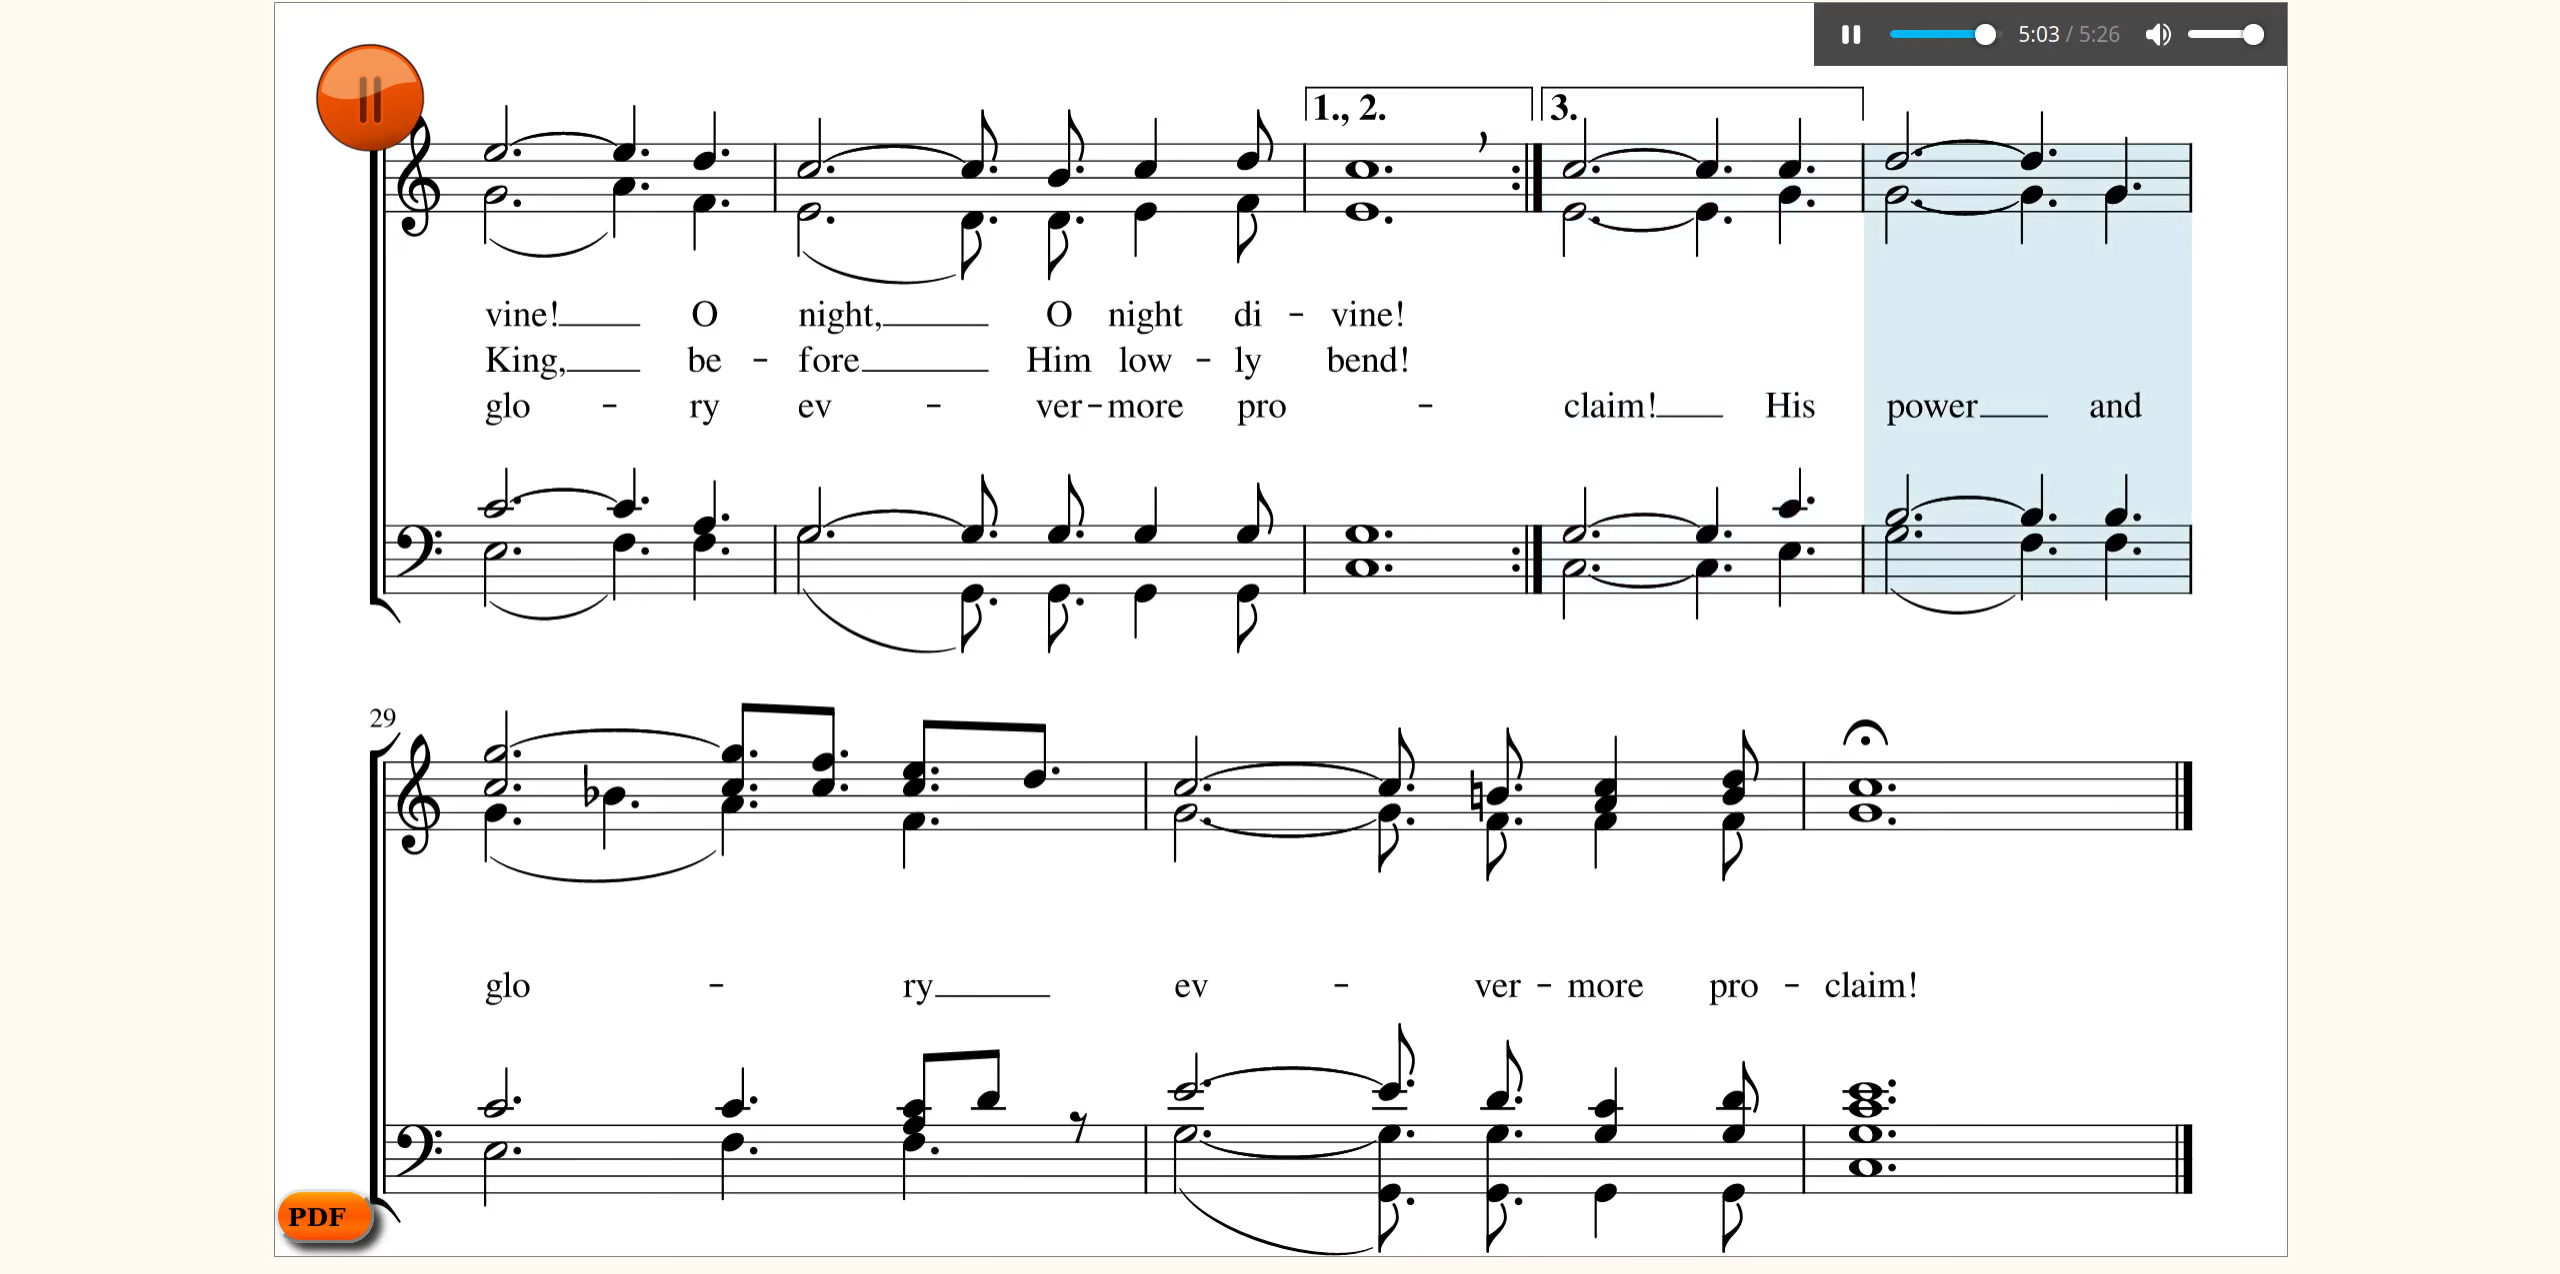 5:03 / 5:26
1., 2. 3.
vine! O night, O night di - vine!
King, be - fore Him low - ly bend!
glo - ry ev - ver - more pro - claim! His power and
29
glo - ry ev - ver - more pro - claim!
PDF